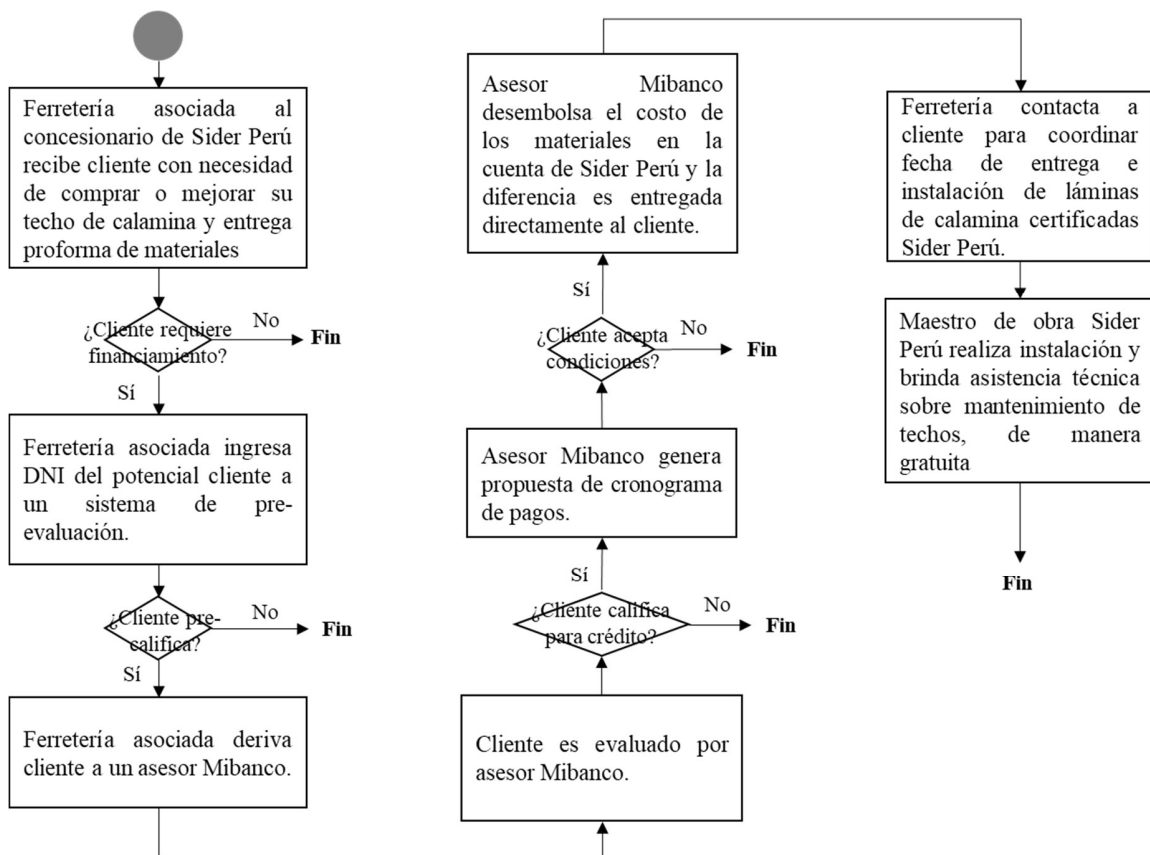 Ferretería asociada al
concesionario de Sider Perú
recibe cliente con necesidad
de comprar o mejorar su
techo de calamina y entrega
proforma de materiales
¿Cliente requiere
financiamiento?
No
Fin
Sí
Ferretería asociada ingresa
DNI del potencial cliente a
un sistema de pre-
evaluación.
¿Cliente pre-
califica?
No
Fin
Sí
Ferretería asociada deriva
cliente a un asesor Mibanco.
Cliente es evaluado por
asesor Mibanco.
¿Cliente califica
para crédito?
No
Fin
Sí
Asesor Mibanco genera
propuesta de cronograma
de pagos.
¿Cliente acepta
condiciones?
No
Fin
Sí
Asesor Mibanco
desembolsa el costo de
los materiales en la
cuenta de Sider Perú y la
diferencia es entregada
directamente al cliente.
Ferretería contacta a
cliente para coordinar
fecha de entrega e
instalación de láminas
de calamina certificadas
Sider Perú.
Maestro de obra Sider
Perú realiza instalación y
brinda asistencia técnica
sobre mantenimiento de
techos, de manera
gratuita
Fin